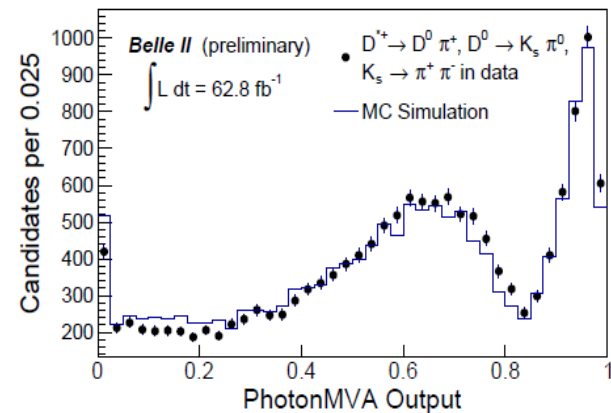 Belle II (preliminary)
∫L dt = 62.8 fb⁻¹
D*⁺→ D⁰ π⁺, D⁰ → Kₛ π⁰,
Kₛ → π⁺ π⁻ in data
MC Simulation
Candidates per 0.025
1000
900
800
700
600
500
400
300
200
0 0.2 0.4 0.6 0.8 1
PhotonMVA Output